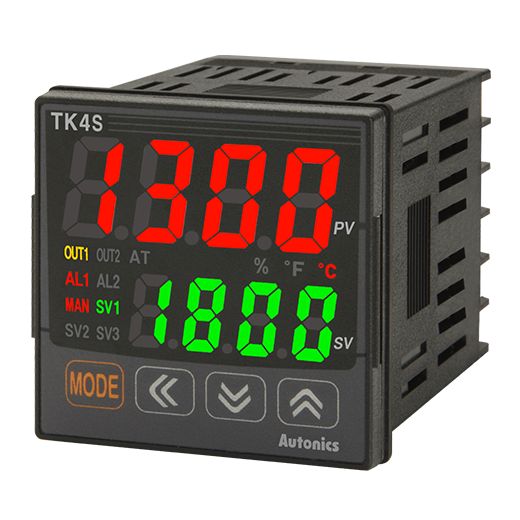 TK4S
1300
PV
OUT1 OUT2 AT
% °F °C
AL1 AL2
MAN SV1
1800
SV2 SV3
SV
MODE
Autonics